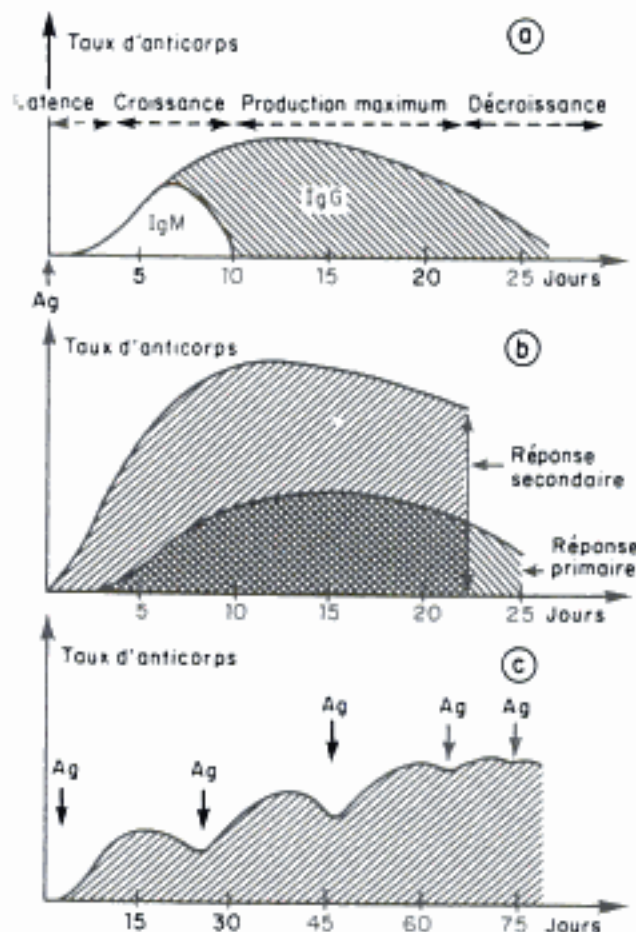 Taux d'anticorps
a
Latence Croissance Production maximum Décroissance
IgM
IgG
5 10 15 20 25 Jours
Ag
Taux d'anticorps
b
Réponse
secondaire
Réponse
primaire
5 10 15 20 25 Jours
Taux d'anticorps
c
Ag Ag Ag Ag Ag
15 30 45 60 75 Jours